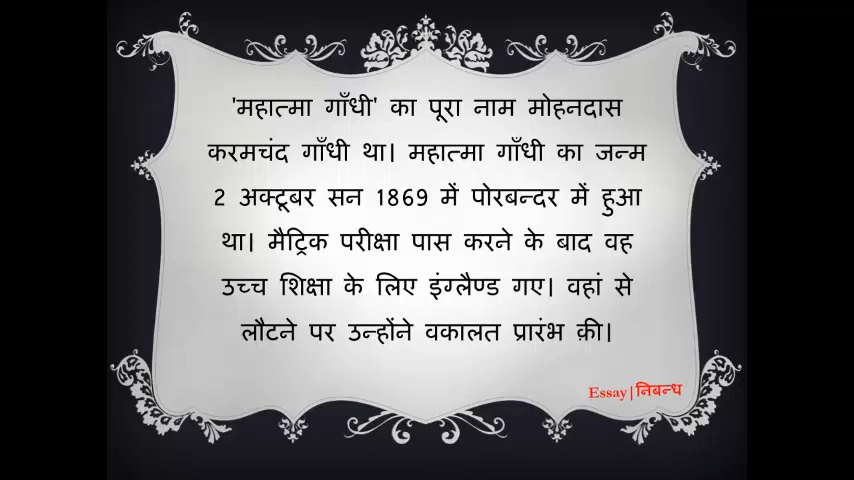 'महात्मा गाँधी' का पूरा नाम मोहनदास
करमचंद गाँधी था। महात्मा गाँधी का जन्म
2 अक्टूबर सन 1869 में पोरबन्दर में हुआ
था। मैट्रिक परीक्षा पास करने के बाद वह
उच्च शिक्षा के लिए इंग्लैण्ड गए। वहां से
लौटने पर उन्होंने वकालत प्रारंभ क़ी।
Essay|निबन्ध